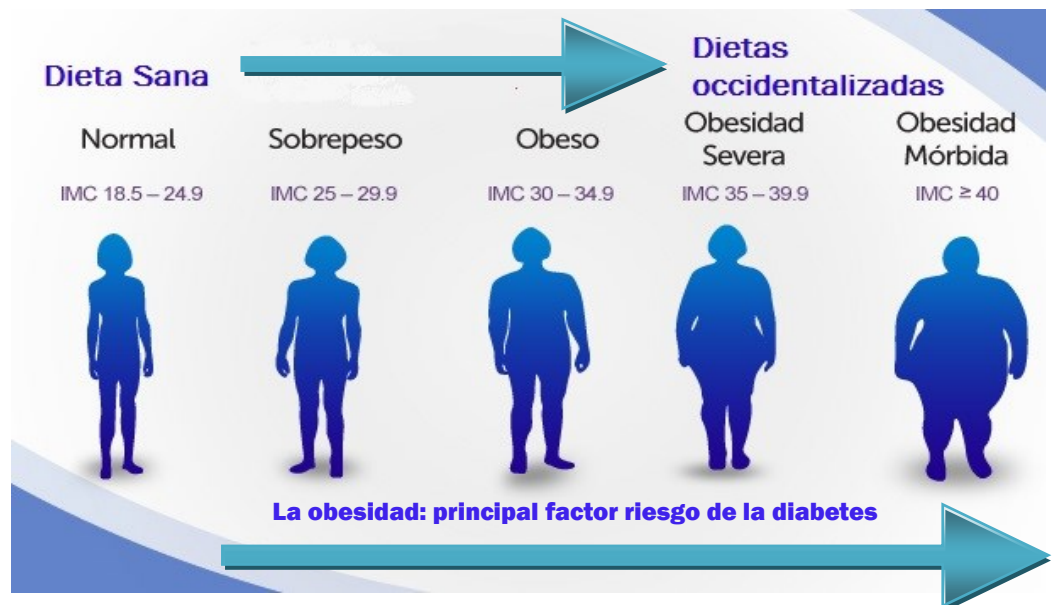 Dieta Sana
Dietas
occidentalizadas
Normal
IMC 18.5 – 24.9
Sobrepeso
IMC 25 – 29.9
Obeso
IMC 30 – 34.9
Obesidad
Severa
IMC 35 – 39.9
Obesidad
Mórbida
IMC ≥ 40
La obesidad: principal factor riesgo de la diabetes